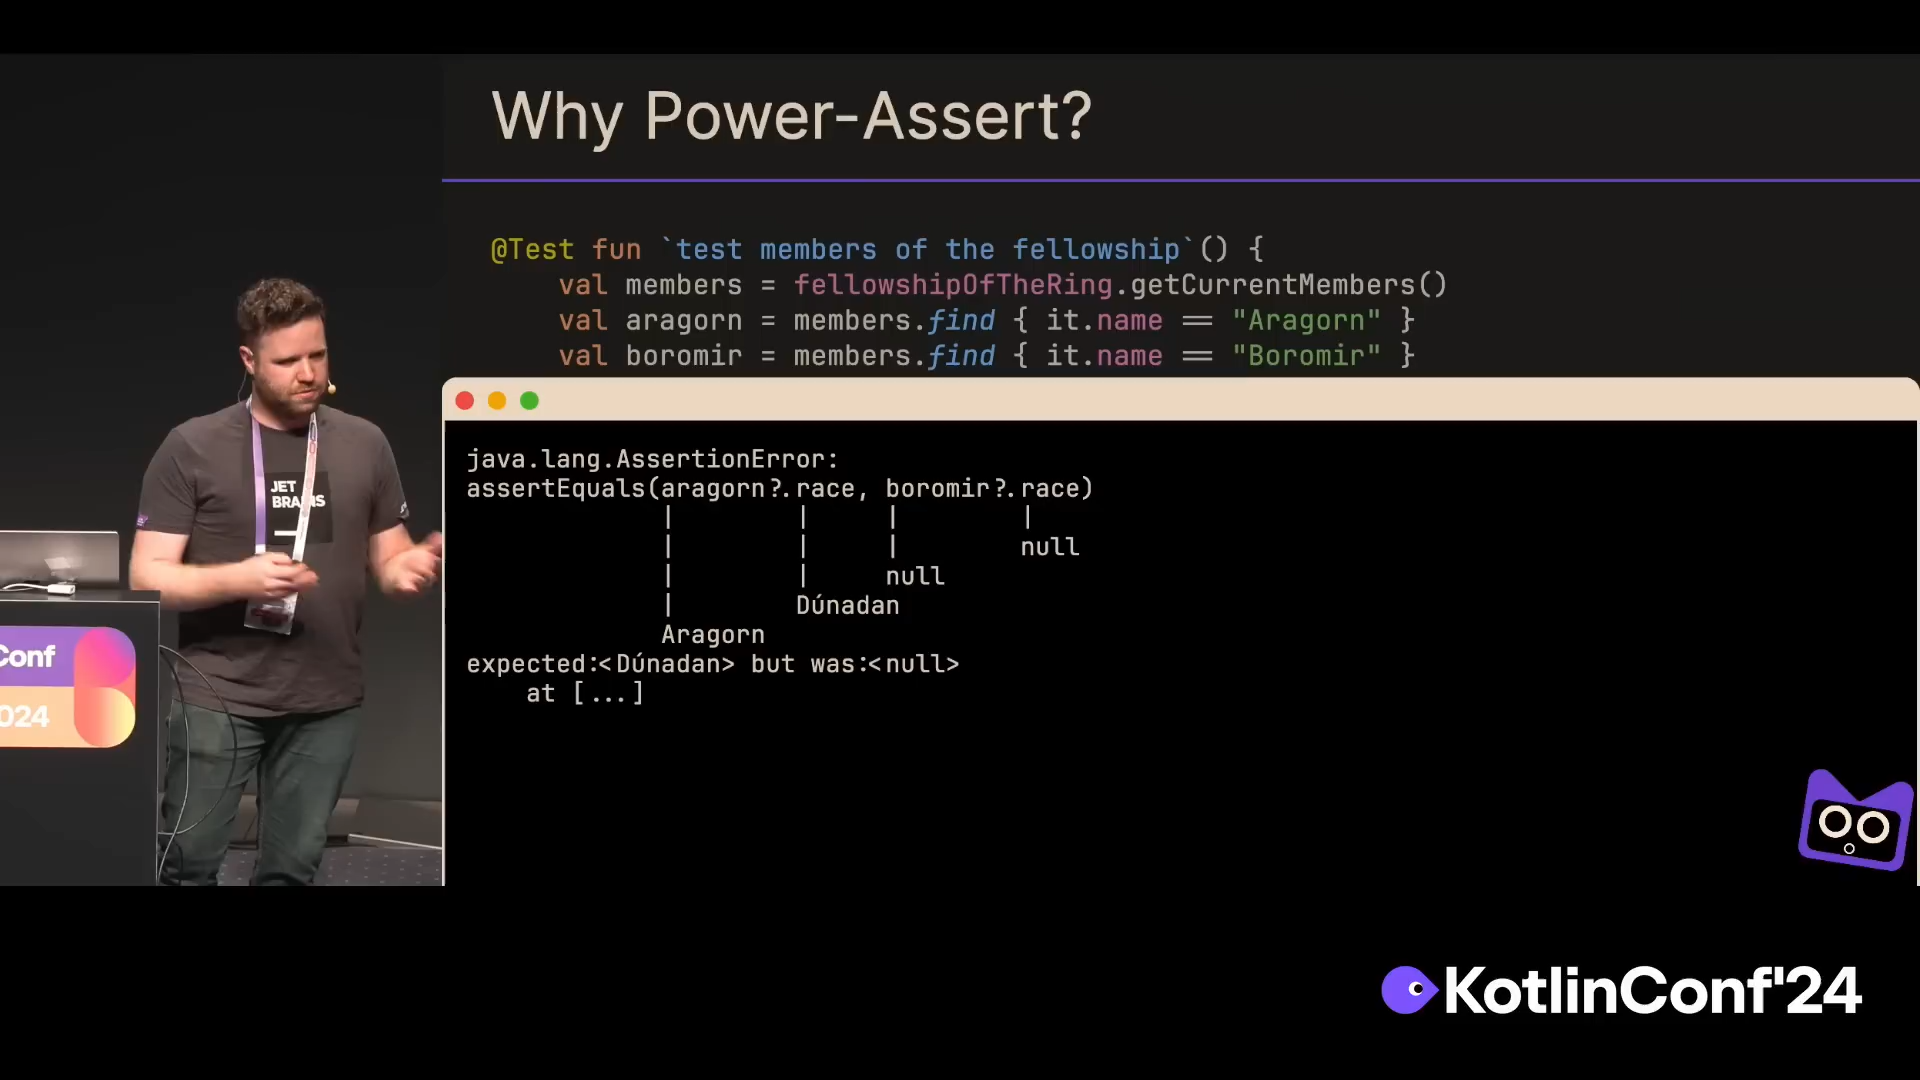 Why Power-Assert?
@Test fun `test members of the fellowship`() {
    val members = fellowshipOfTheRing.getCurrentMembers()
    val aragorn = members.find { it.name == "Aragorn" }
    val boromir = members.find { it.name == "Boromir" }
java.lang.AssertionError:
assertEquals(aragorn?.race, boromir?.race)
             |        |     |        |
             |        |     |        null
             |        |     null
             |        Dúnadan
             Aragorn
expected:<Dúnadan> but was:<null>
    at [...]
JET
BRAINS
Conf
024
KotlinConf'24